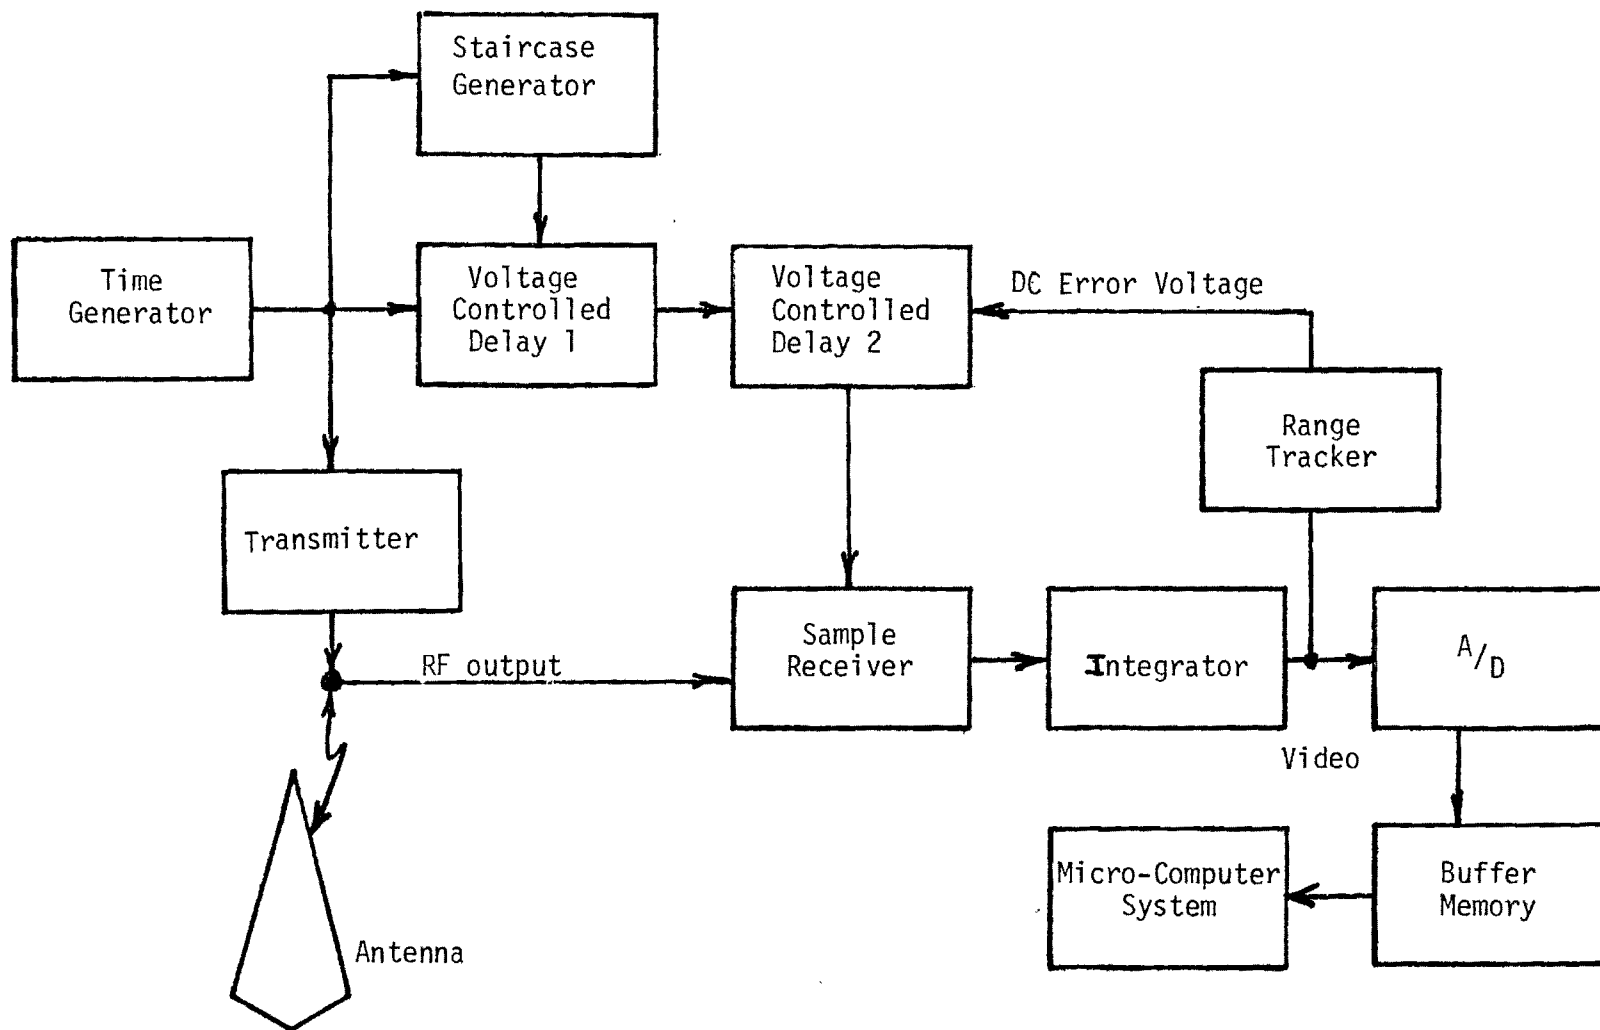 Staircase
Generator
Time
Generator
Voltage
Controlled
Delay 1
Voltage
Controlled
Delay 2
DC Error Voltage
Range
Tracker
Transmitter
RF output
Sample
Receiver
Integrator
A/D
Video
Micro-Computer
System
Buffer
Memory
Antenna